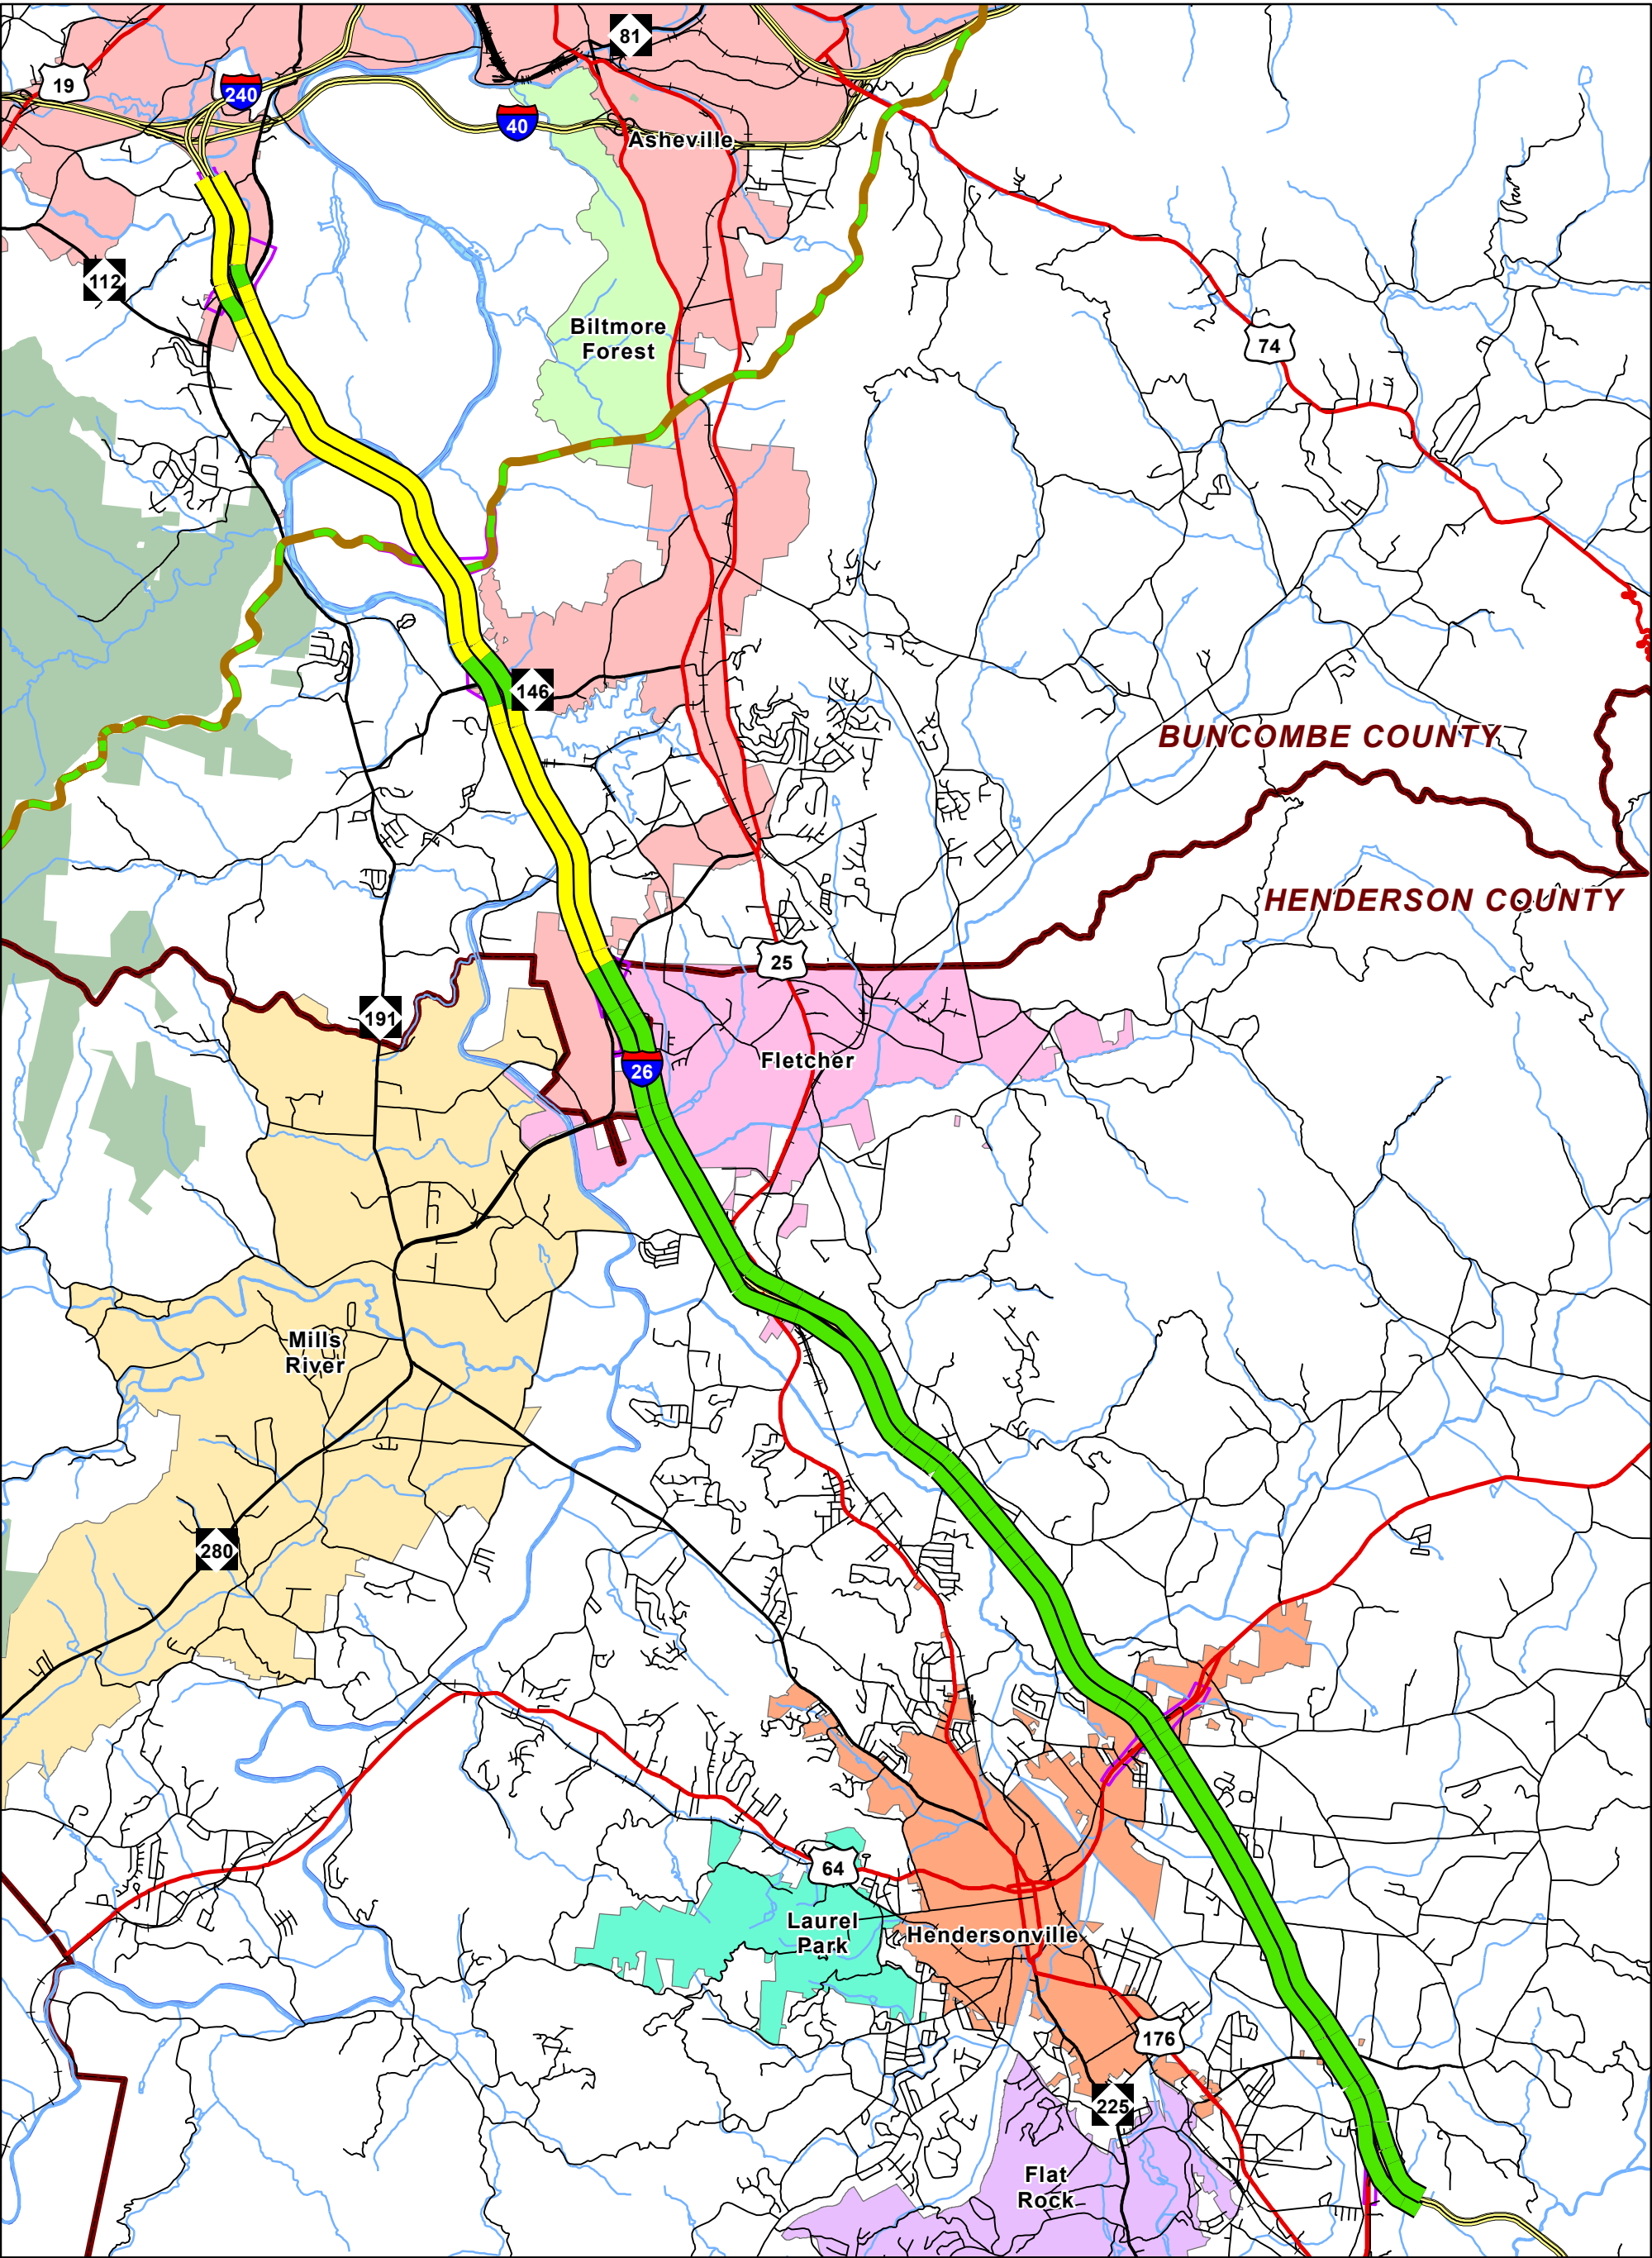 81
19
240
40
Asheville
112
Biltmore
Forest
74
146
BUNCOMBE COUNTY
HENDERSON COUNTY
25
191
Fletcher
26
Mills
River
280
64
Laurel
Park
Hendersonville
176
225
Flat
Rock